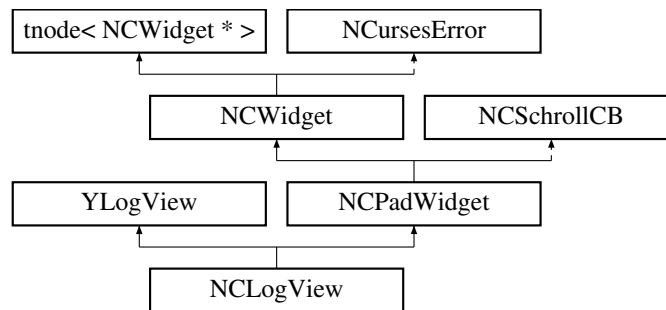 tnode< NCWidget * >
NCursesError
NCWidget
NCSchrollCB
YLogView
NCPadWidget
NCLogView